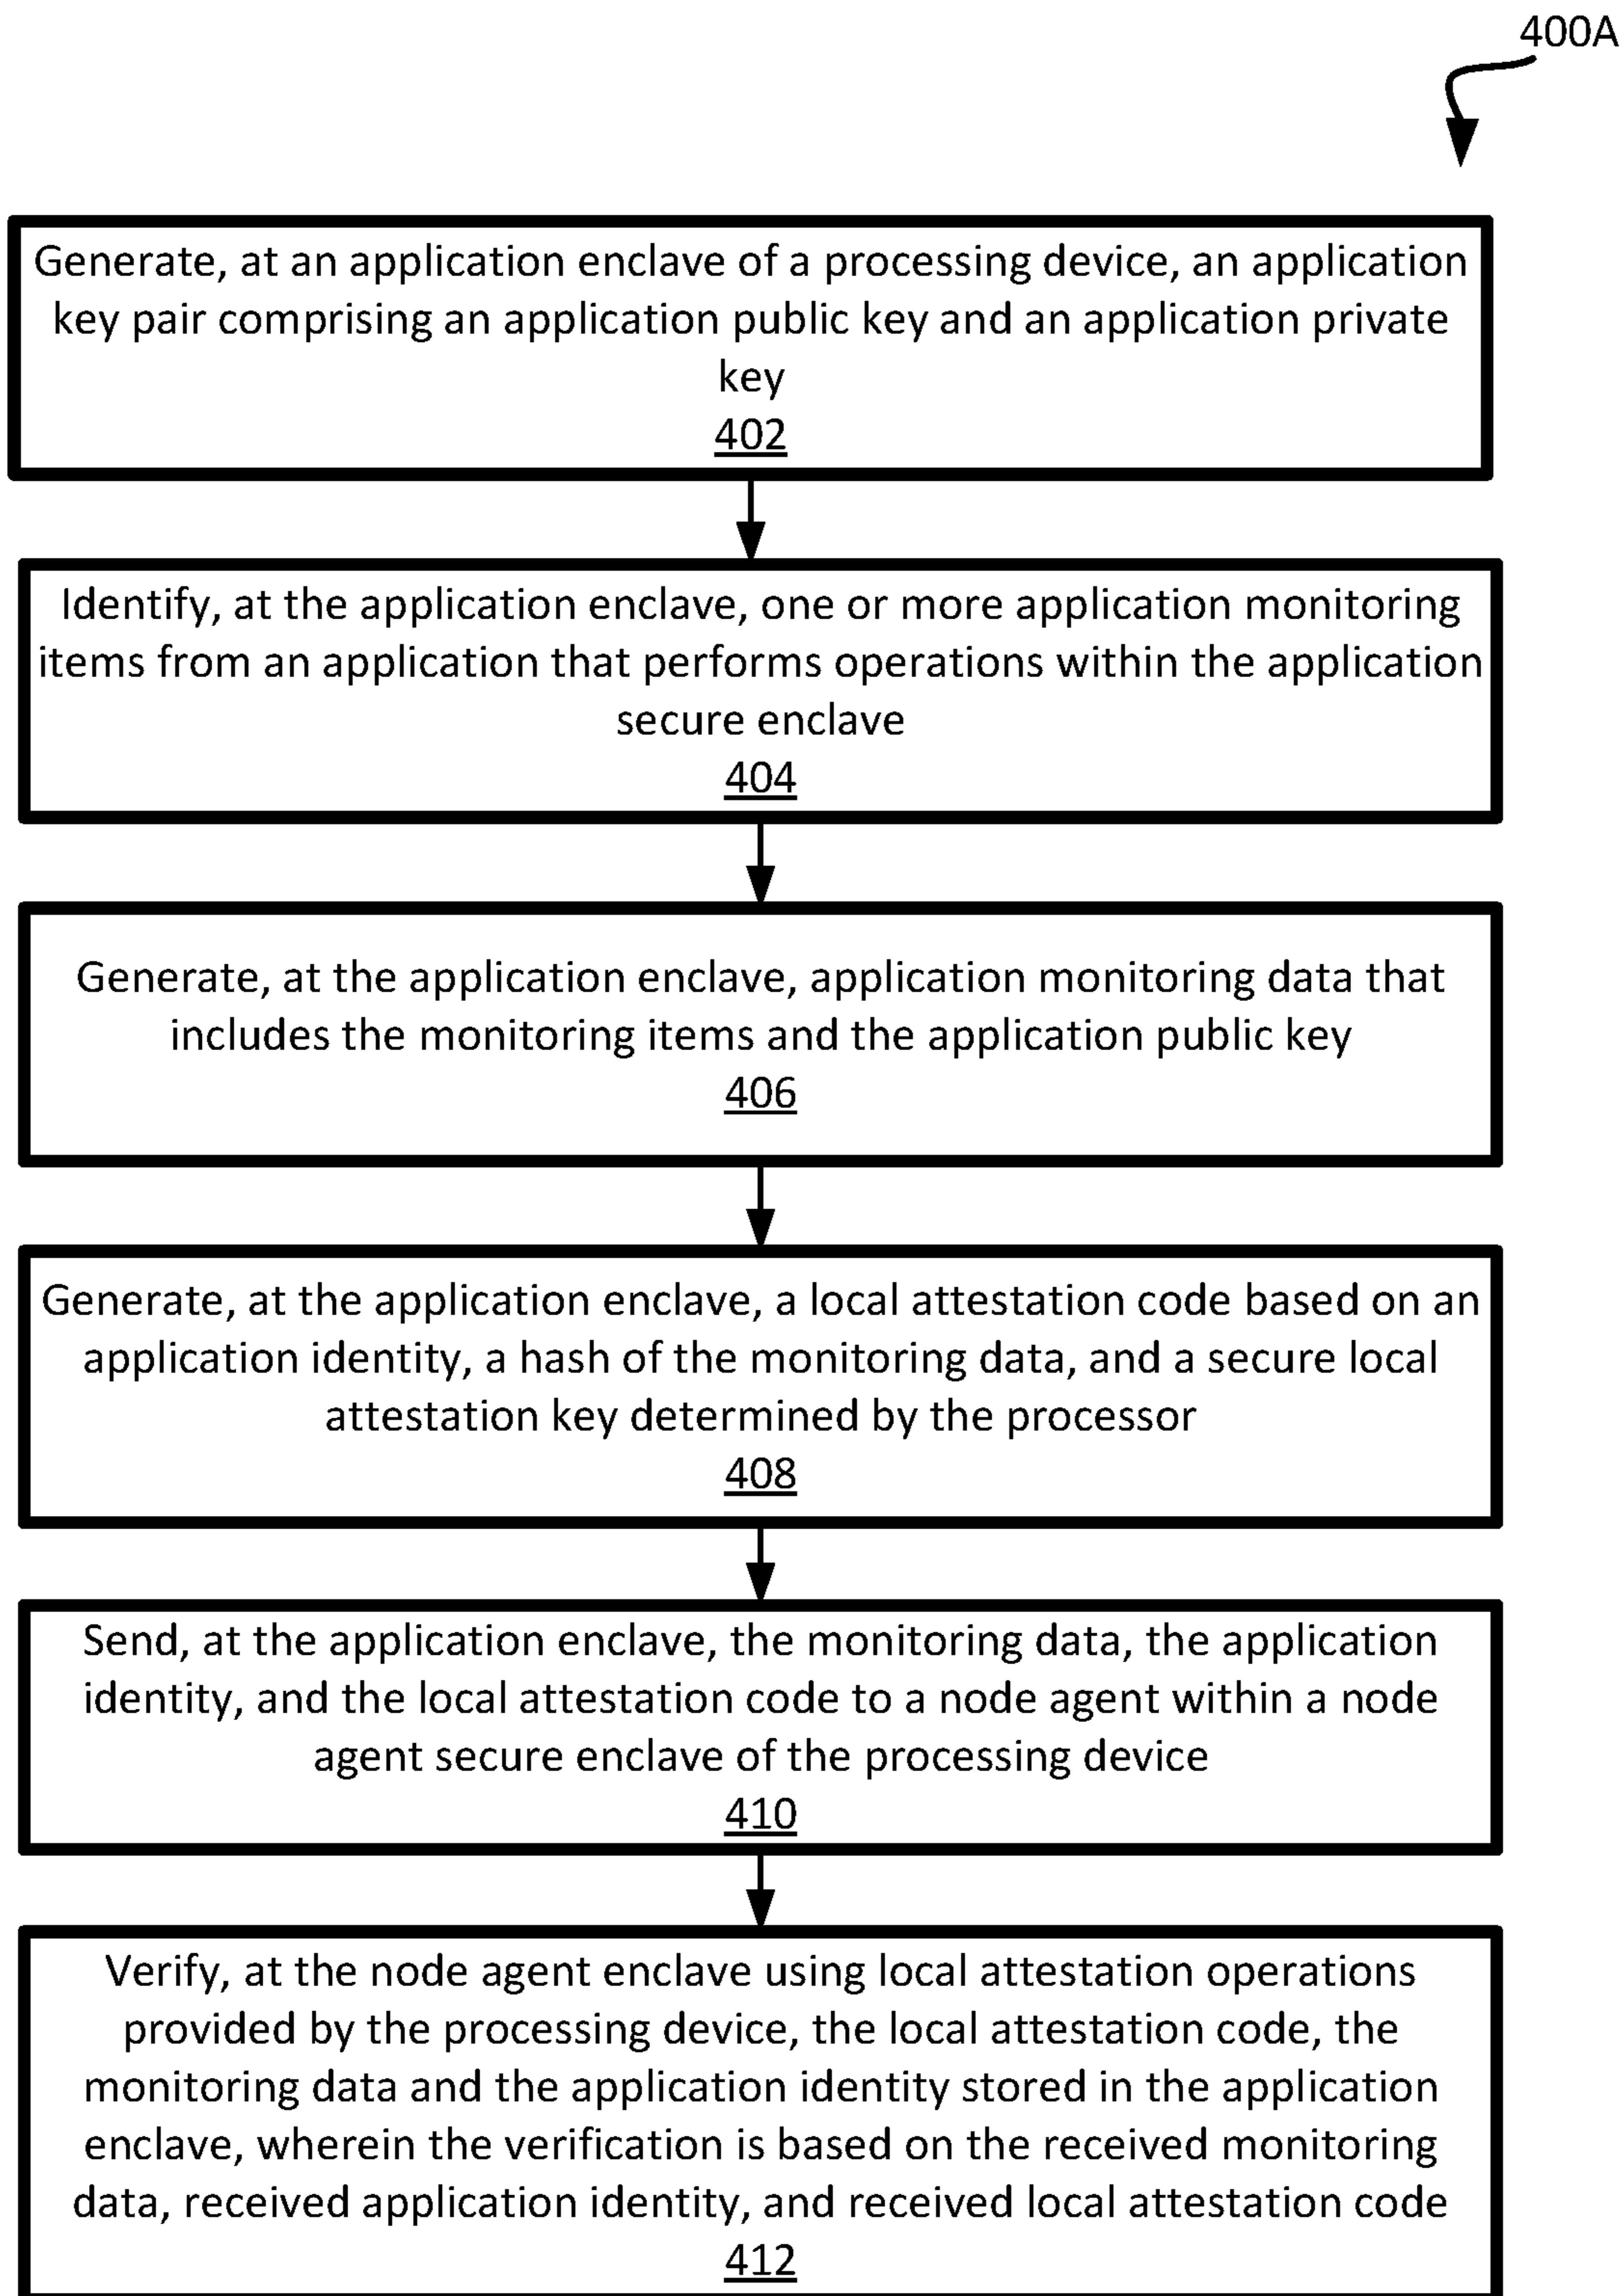 400A
Generate, at an application enclave of a processing device, an application
key pair comprising an application public key and an application private
key
402
Identify, at the application enclave, one or more application monitoring
items from an application that performs operations within the application
secure enclave
404
Generate, at the application enclave, application monitoring data that
includes the monitoring items and the application public key
406
Generate, at the application enclave, a local attestation code based on an
application identity, a hash of the monitoring data, and a secure local
attestation key determined by the processor
408
Send, at the application enclave, the monitoring data, the application
identity, and the local attestation code to a node agent within a node
agent secure enclave of the processing device
410
Verify, at the node agent enclave using local attestation operations
provided by the processing device, the local attestation code, the
monitoring data and the application identity stored in the application
enclave, wherein the verification is based on the received monitoring
data, received application identity, and received local attestation code
412